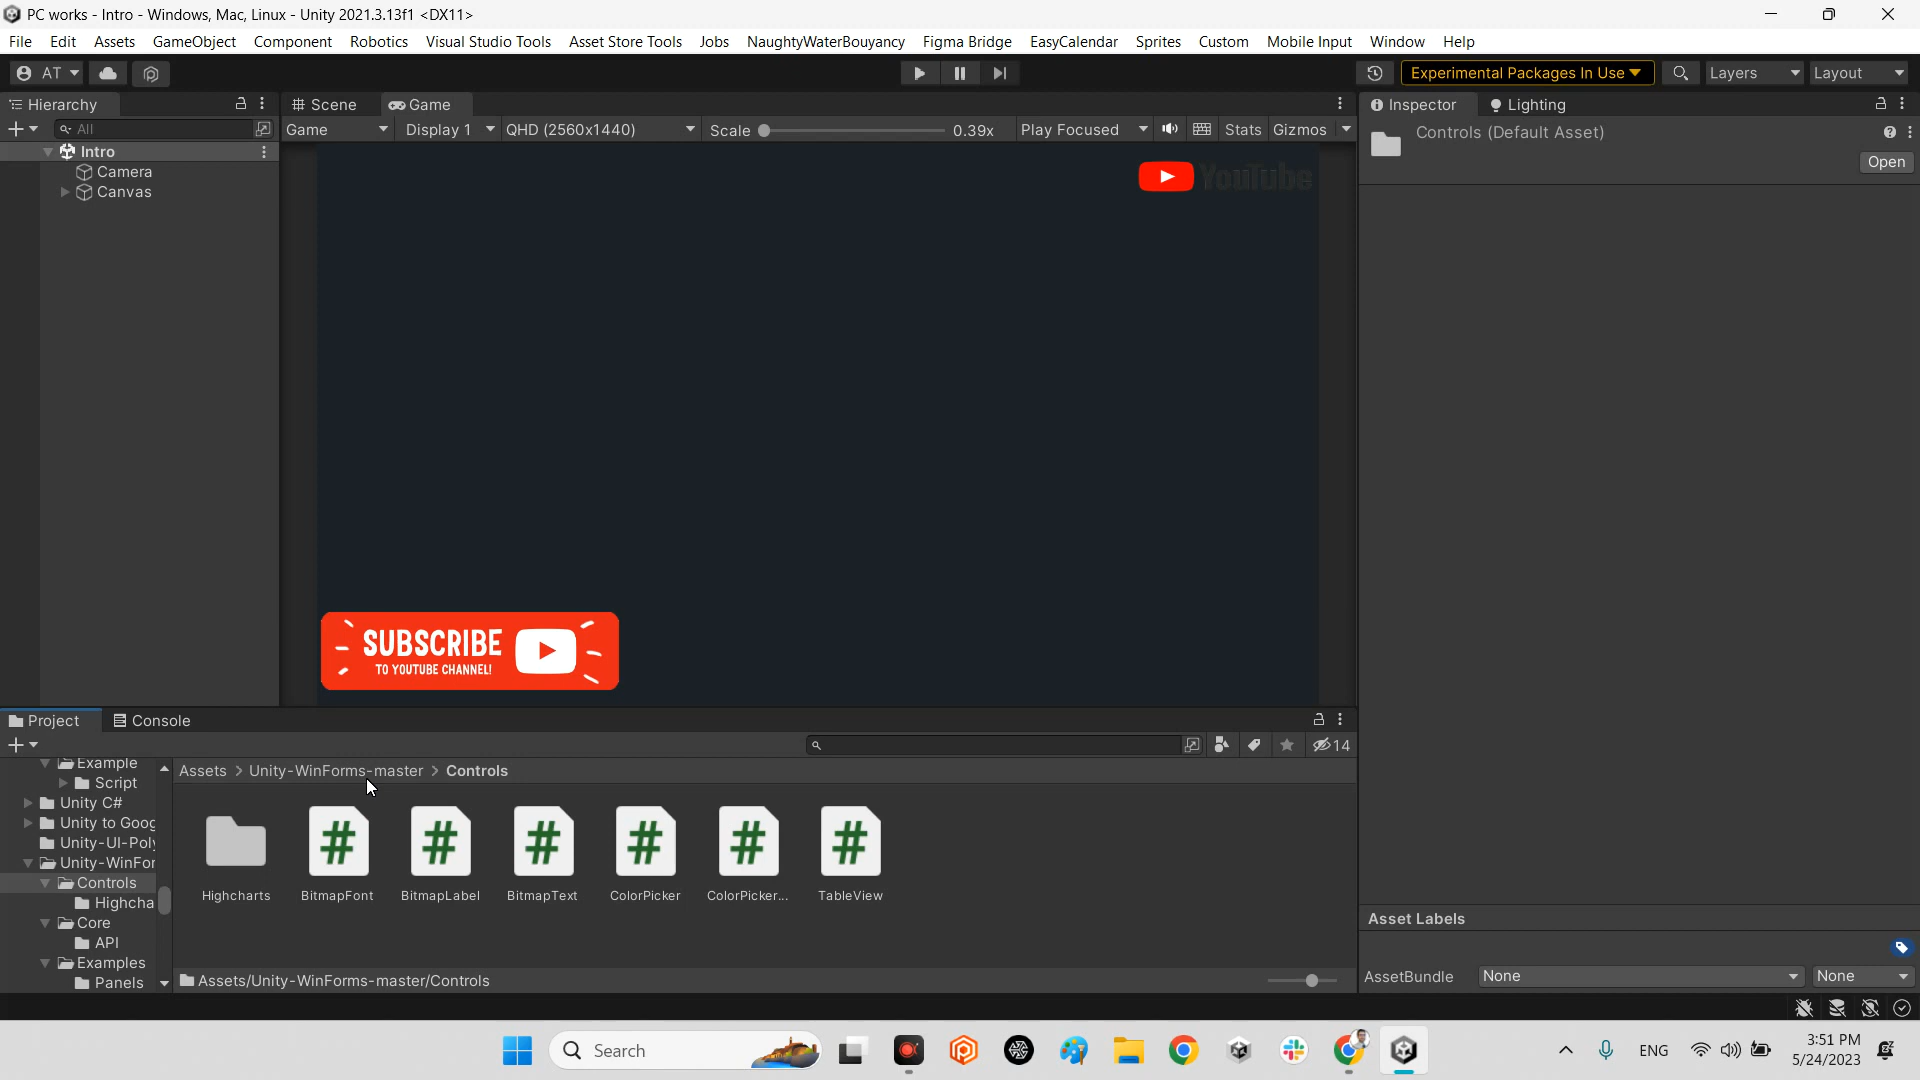 PC works - Intro - Windows, Mac, Linux - Unity 2021.3.13f1 <DX11>
File Edit Assets GameObject Component Robotics Visual Studio Tools Asset Store Tools Jobs NaughtyWaterBouyancy Figma Bridge EasyCalendar Sprites Custom Mobile Input Window Help
AT Experimental Packages In Use Layers Layout
Hierarchy Scene Game Inspector Lighting
All Game Display 1 QHD (2560x1440) Scale 0.39x Play Focused Stats Gizmos Controls (Default Asset)
Open
Intro
Camera
Canvas
YouTube
SUBSCRIBE
TO YOUTUBE CHANNEL!
Project Console
14
Example
Script
Unity C#
Unity to Goog
Unity-UI-Poly
Unity-WinFor
Controls
Highcha
Core
API
Examples
Panels
Assets > Unity-WinForms-master > Controls
Highcharts BitmapFont BitmapLabel BitmapText ColorPicker ColorPicker... TableView
Assets/Unity-WinForms-master/Controls
Asset Labels
AssetBundle None None
Search ENG 3:51 PM
5/24/2023